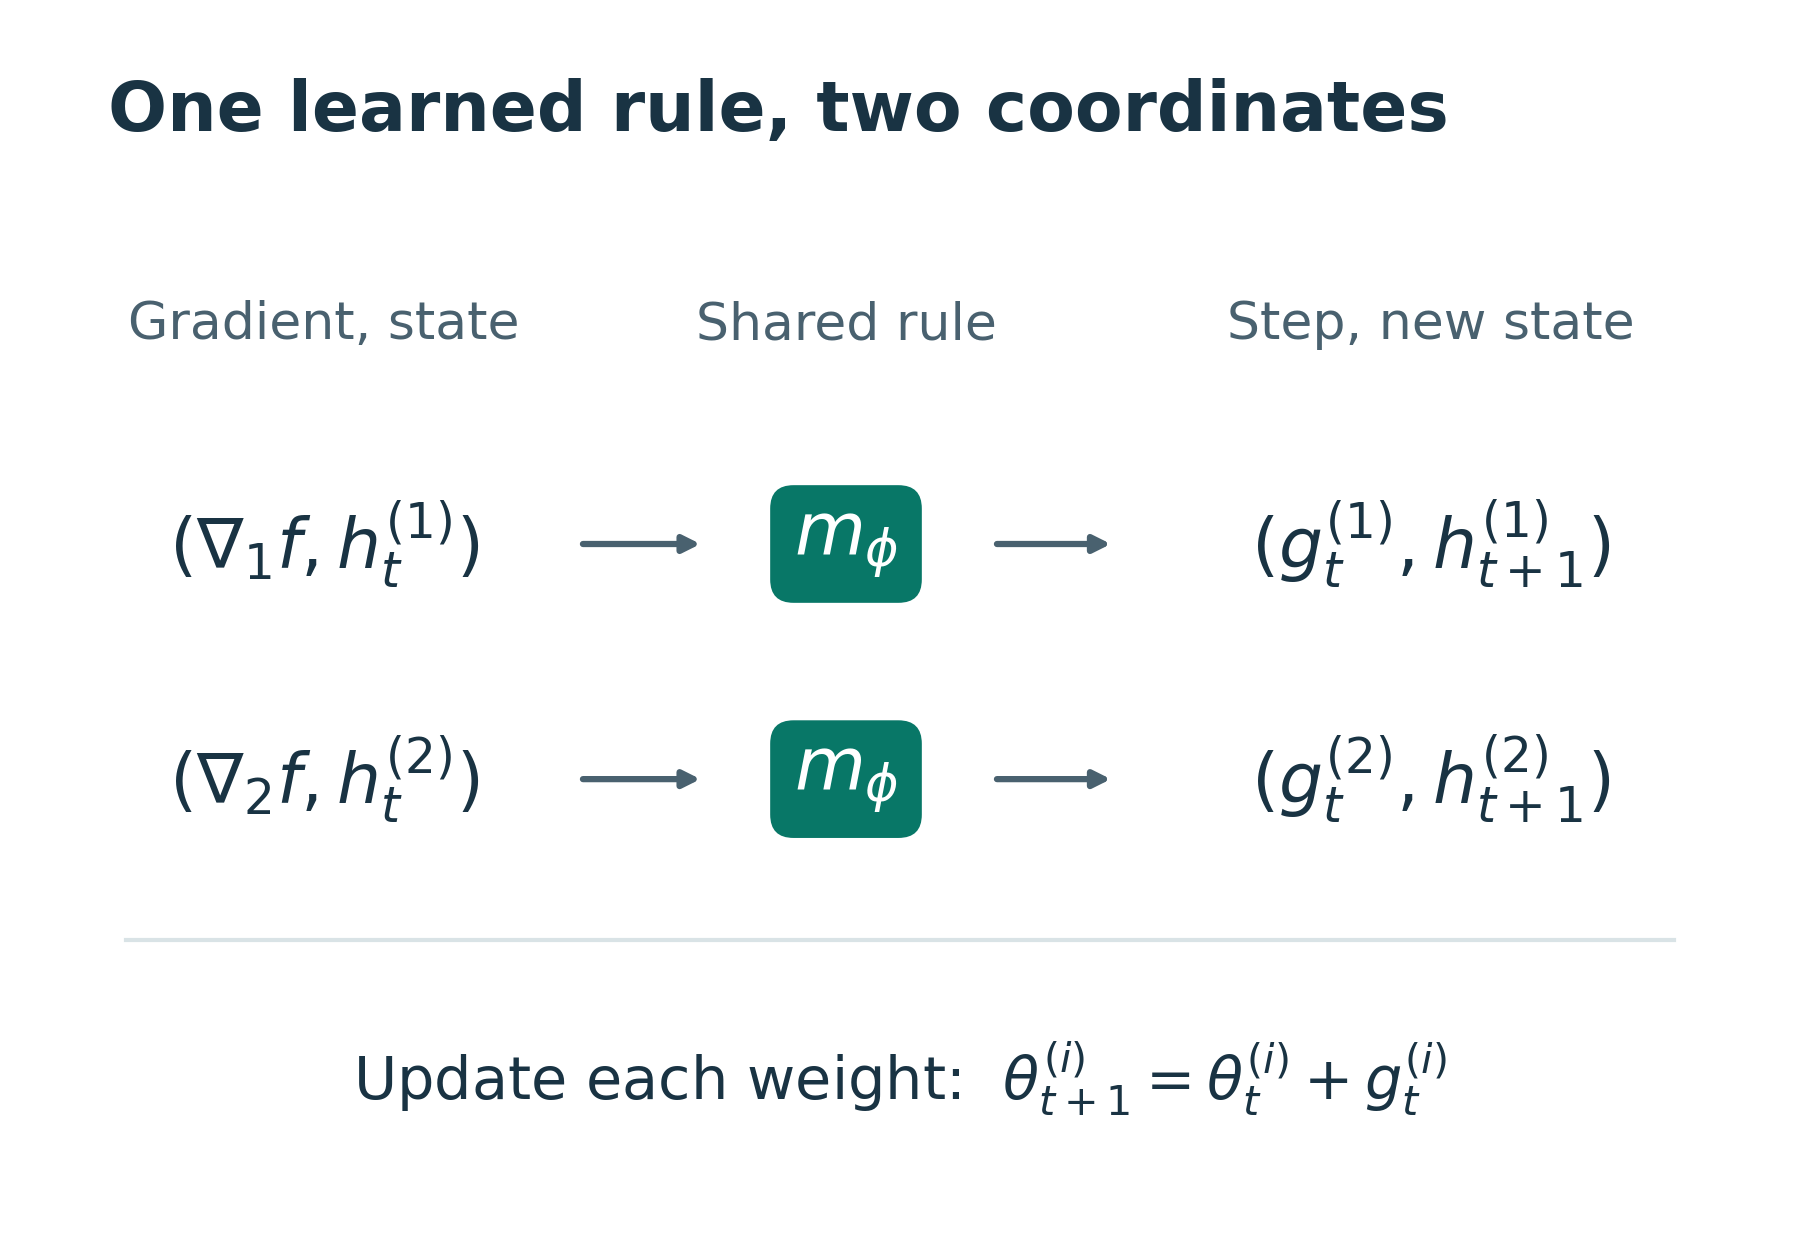 One learned rule, two coordinates
Gradient, state Shared rule Step, new state
(∇₁f, h_t^{(1)}) → m_ϕ → (g_t^{(1)}, h_{t+1}^{(1)})
(∇₂f, h_t^{(2)}) → m_ϕ → (g_t^{(2)}, h_{t+1}^{(2)})
Update each weight: θ_{t+1}^{(i)} = θ_t^{(i)} + g_t^{(i)}